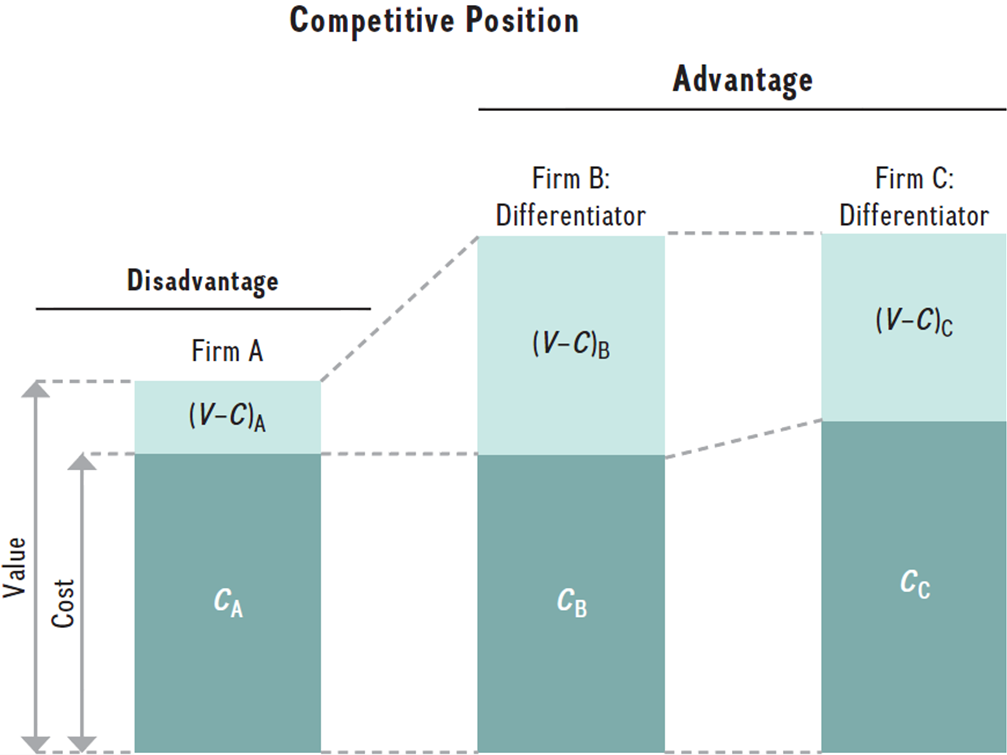 Competitive Position
Advantage
Disadvantage
Firm A
Firm B:
Differentiator
Firm C:
Differentiator
(V–C)A
(V–C)B
(V–C)C
Value
Cost
CA
CB
CC